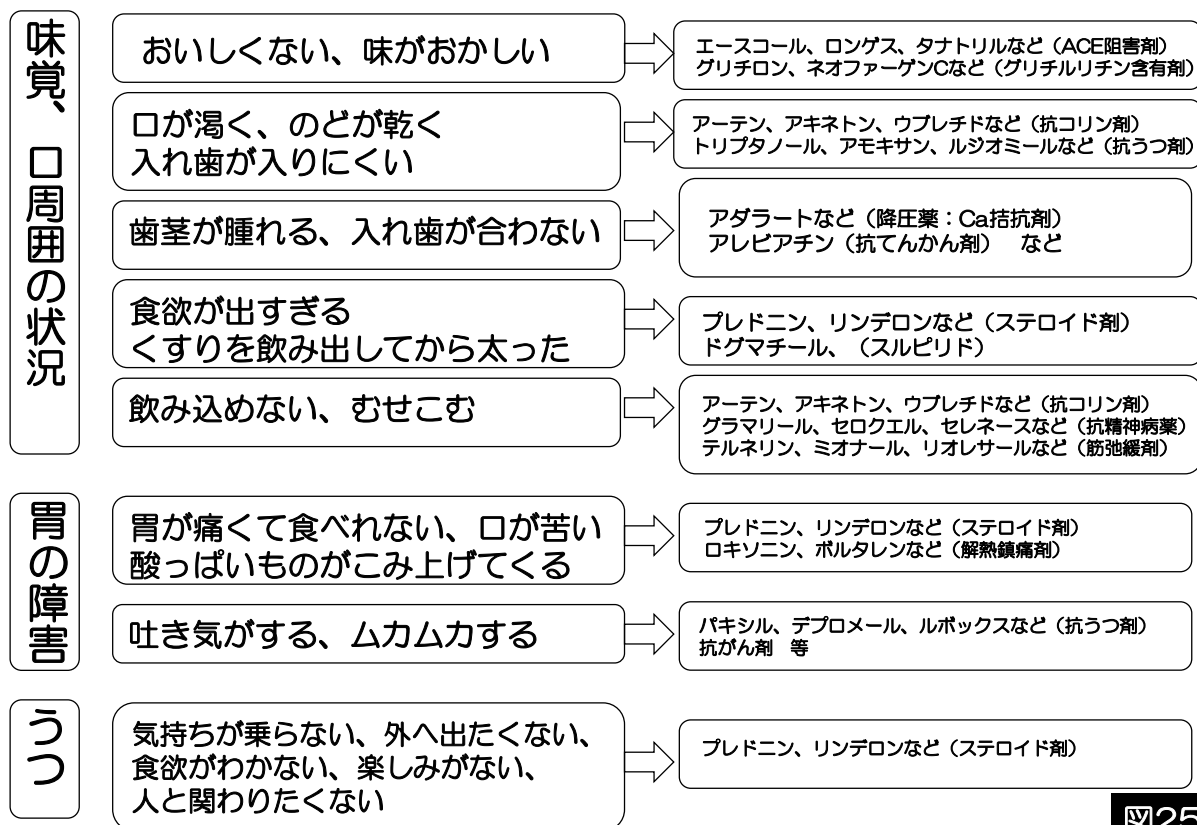 味覚、口周囲の状況
おいしくない、味がおかしい
エースコール、ロンゲス、タナトリルなど（ACE阻害剤）
グリチロン、ネオファーゲンCなど（グリチルリチン含有剤）
口が渇く、のどが乾く
入れ歯が入りにくい
アーテン、アキネトン、ウブレチドなど（抗コリン剤）
トリプタノール、アモキサン、ルジオミールなど（抗うつ剤）
歯茎が腫れる、入れ歯が合わない
アダラートなど（降圧薬：Ca拮抗剤）
アレビアチン（抗てんかん剤）　など
食欲が出すぎる
くすりを飲み出してから太った
プレドニン、リンデロンなど（ステロイド剤）
ドグマチール、（スルピリド）
飲み込めない、むせこむ
アーテン、アキネトン、ウブレチドなど（抗コリン剤）
グラマリール、セロクエル、セレネースなど（抗精神病薬）
テルネリン、ミオナール、リオレサールなど（筋弛緩剤）
胃の障害
胃が痛くて食べれない、口が苦い
酸っぱいものがこみ上げてくる
プレドニン、リンデロンなど（ステロイド剤）
ロキソニン、ボルタレンなど（解熱鎮痛剤）
吐き気がする、ムカムカする
パキシル、デプロメール、ルボックスなど（抗うつ剤）
抗がん剤　等
うつ
気持ちが乗らない、外へ出たくない、
食欲がわかない、楽しみがない、
人と関わりたくない
プレドニン、リンデロンなど（ステロイド剤）
図25